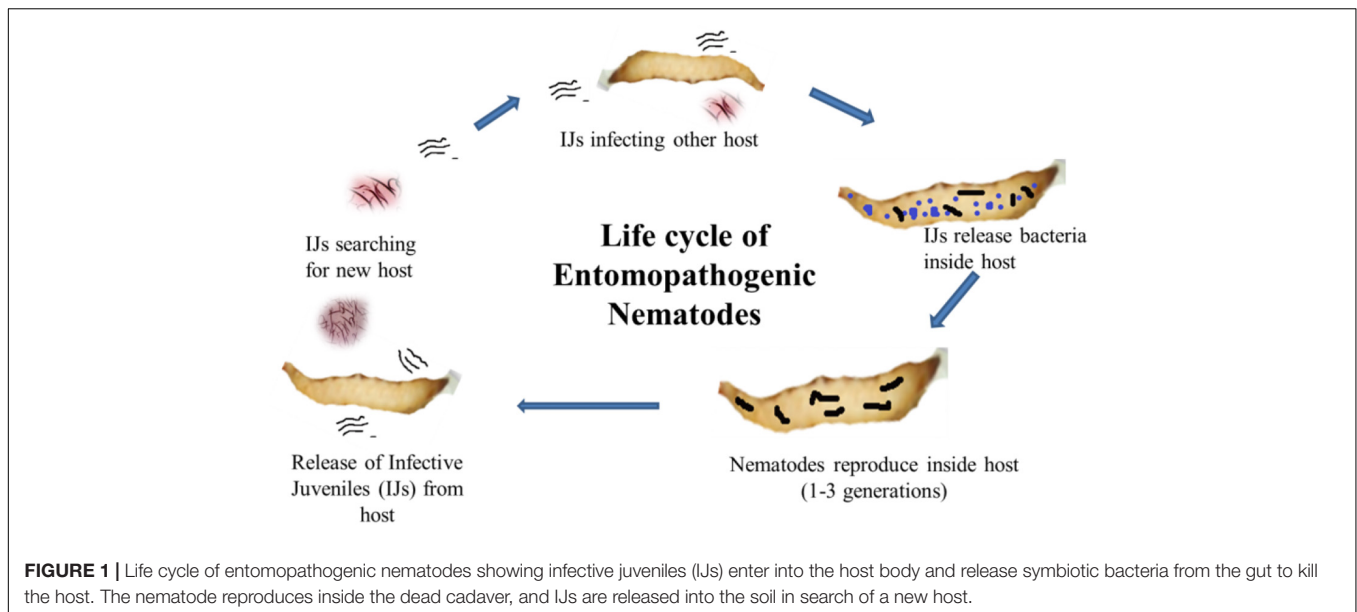 IJs infecting other host
IJs release bacteria
inside host
Nematodes reproduce inside host
(1-3 generations)
Release of Infective
Juveniles (IJs) from
host
IJs searching
for new host
Life cycle of
Entomopathogenic
Nematodes
FIGURE 1 | Life cycle of entomopathogenic nematodes showing infective juveniles (IJs) enter into the host body and release symbiotic bacteria from the gut to kill
the host. The nematode reproduces inside the dead cadaver, and IJs are released into the soil in search of a new host.